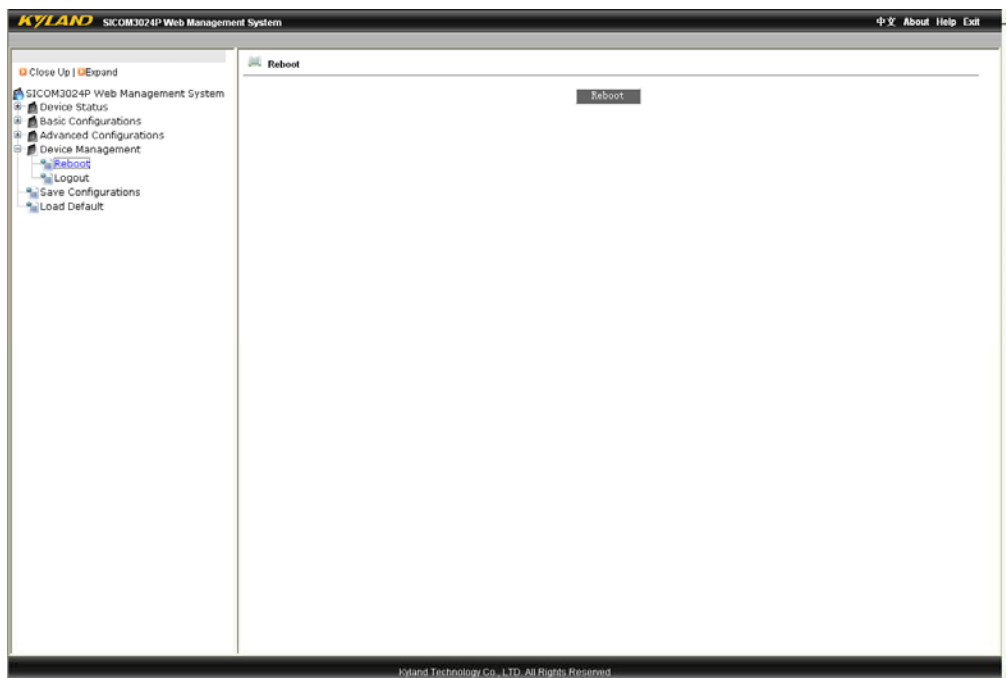 KYLAND SICOM3024P Web Management System 中文 About Help Exit
Close Up | Expand
Reboot
SICOM3024P Web Management System
Device Status
Basic Configurations
Advanced Configurations
Device Management
Reboot
Logout
Save Configurations
Load Default
Reboot
Kyland Technology Co., LTD. All Rights Reserved